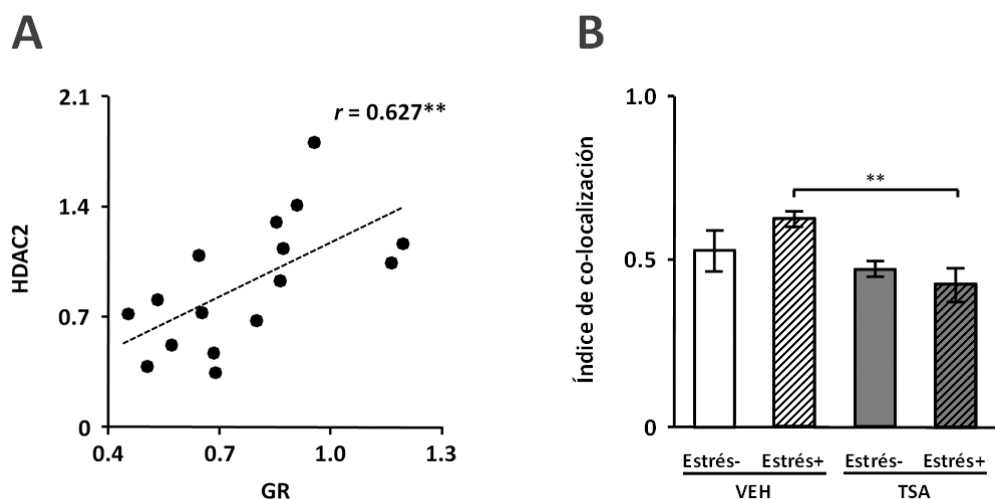 A
2.1
1.4
0.7
0
HDAC2
r = 0.627**
0.4 0.7 1.0 1.3
GR
B
1.0
0.5
0
Índice de co-localización
**
Estrés- Estrés+ Estrés- Estrés+
VEH TSA